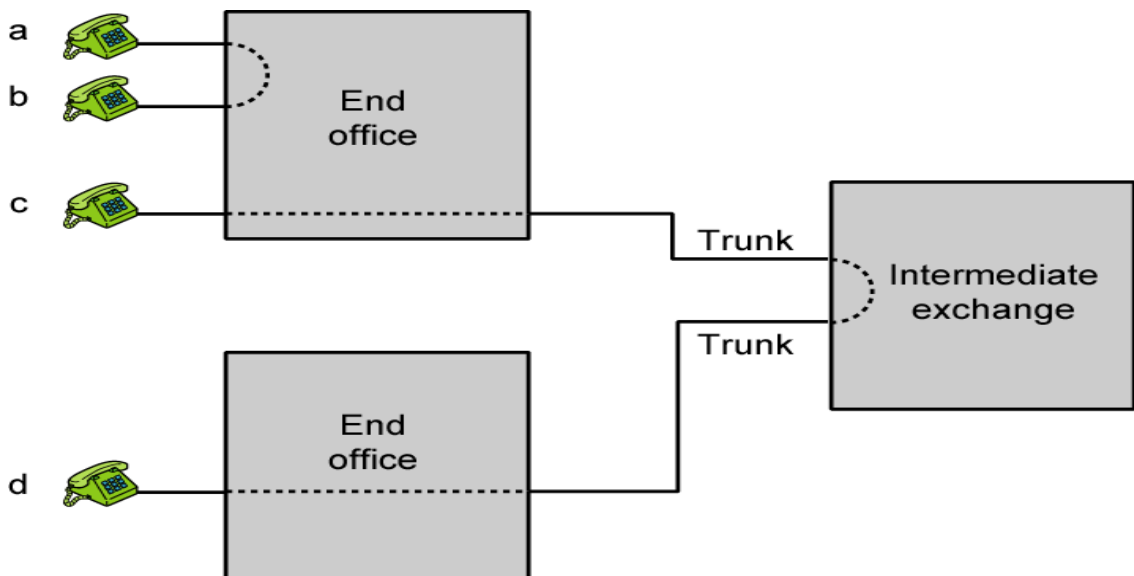 a
b
End
office
c
Trunk
Intermediate
exchange
Trunk
End
office
d